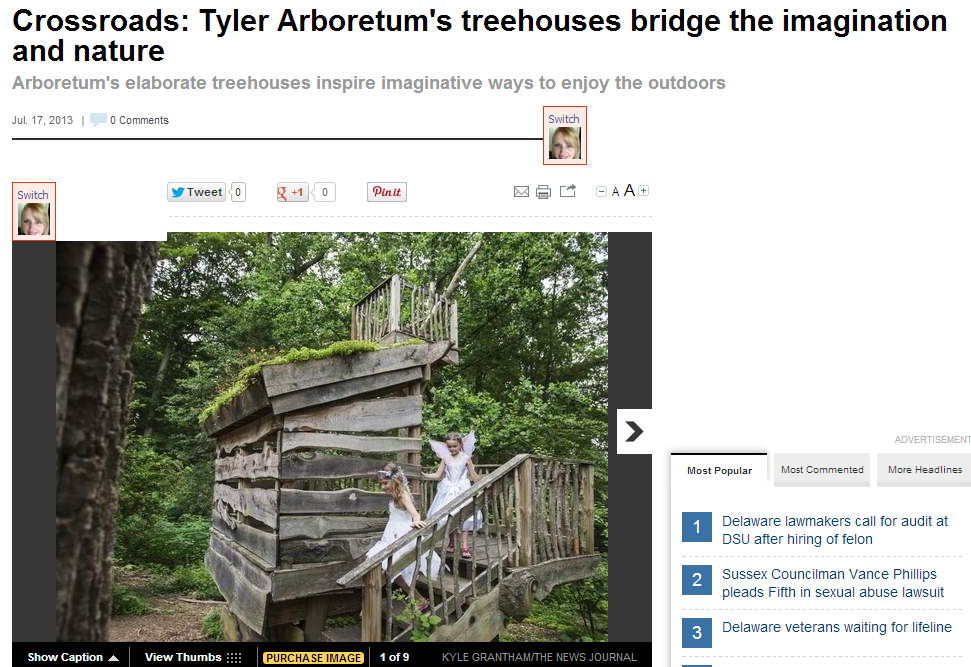 Crossroads: Tyler Arboretum's treehouses bridge the imagination
and nature
Arboretum's elaborate treehouses inspire imaginative ways to enjoy the outdoors
Jul. 17, 2013 | 0 Comments
Switch
Switch
Tweet 0 g +1 0 Pin it - A A +
ADVERTISEMENT
Most Popular Most Commented More Headlines
1 Delaware lawmakers call for audit at
DSU after hiring of felon
2 Sussex Councilman Vance Phillips
pleads Fifth in sexual abuse lawsuit
3 Delaware veterans waiting for lifeline
Show Caption View Thumbs PURCHASE IMAGE 1 of 9 KYLE GRANTHAM/THE NEWS JOURNAL